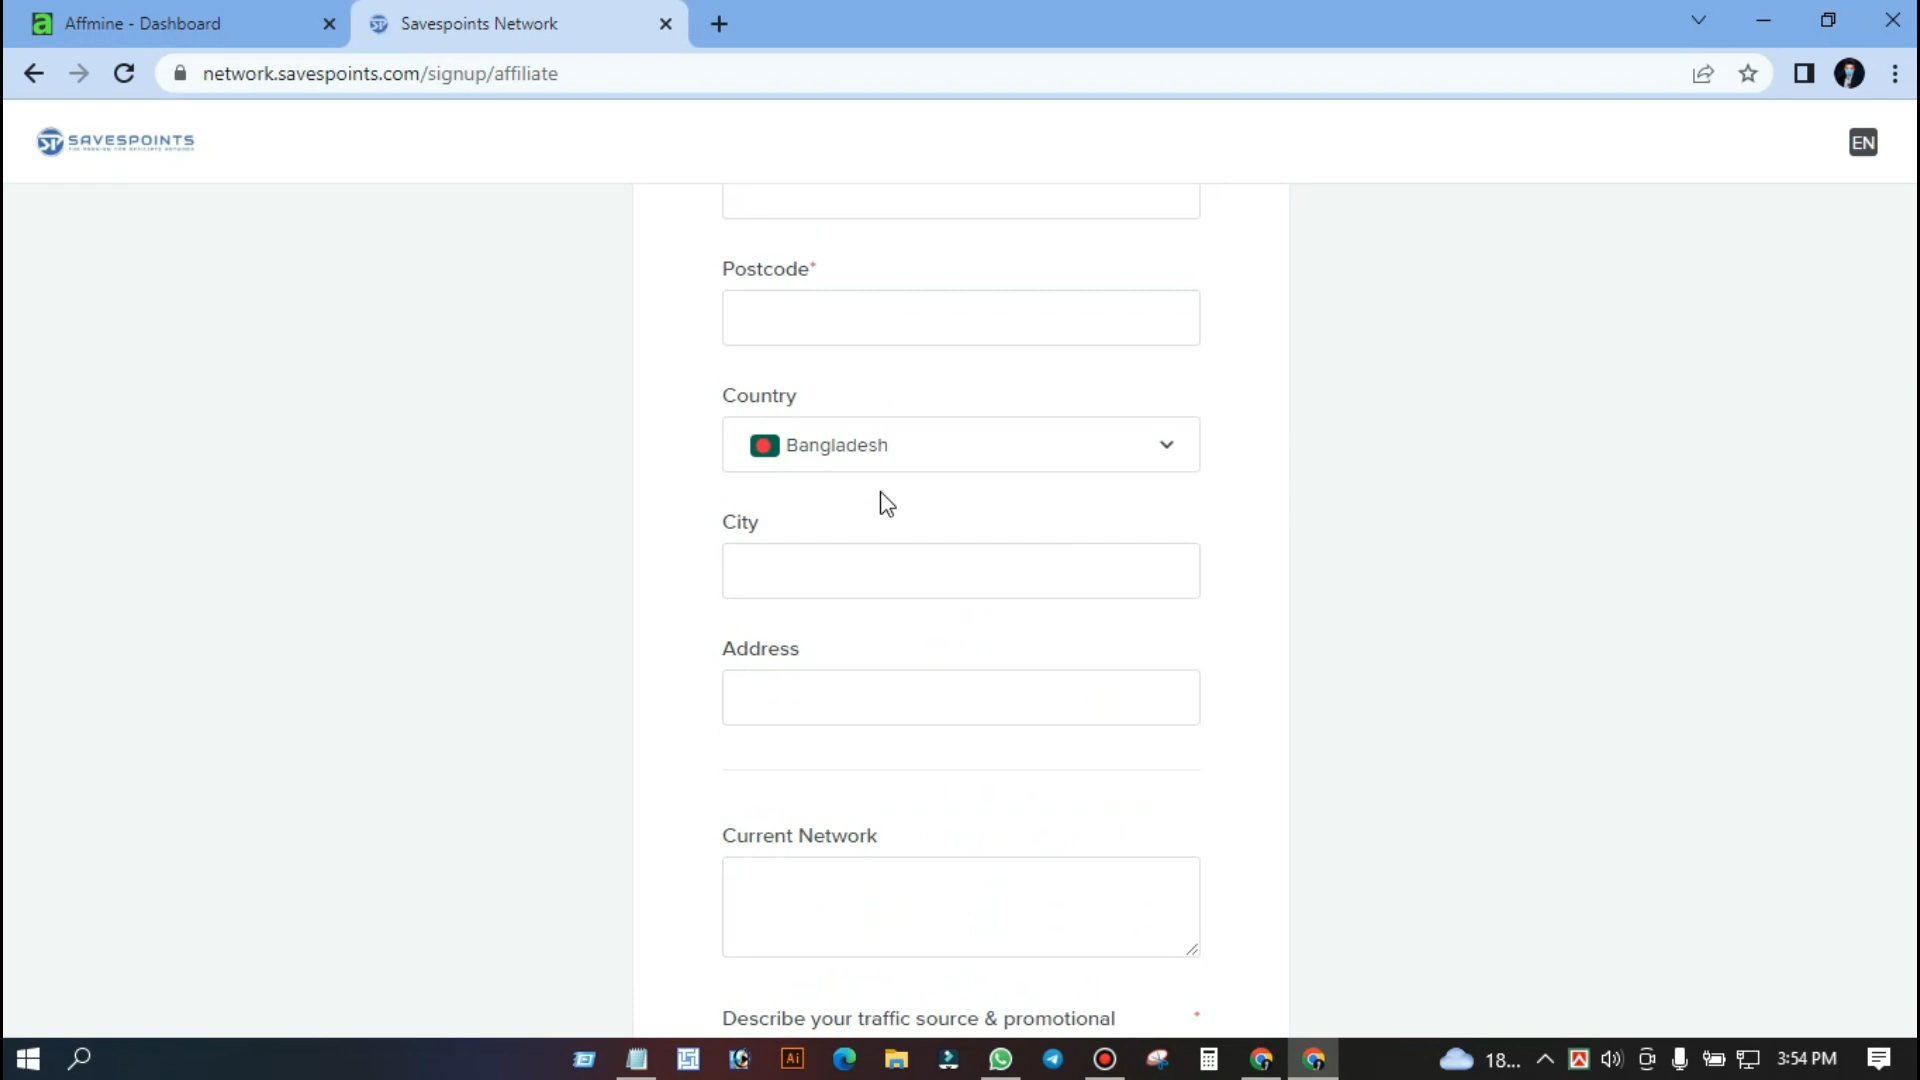 Affmine - Dashboard
Savespoints Network
network.savespoints.com/signup/affiliate
SAVESPOINTS
EN
Postcode*
Country
Bangladesh
City
Address
Current Network
Describe your traffic source & promotional *
Ai
18...
3:54 PM